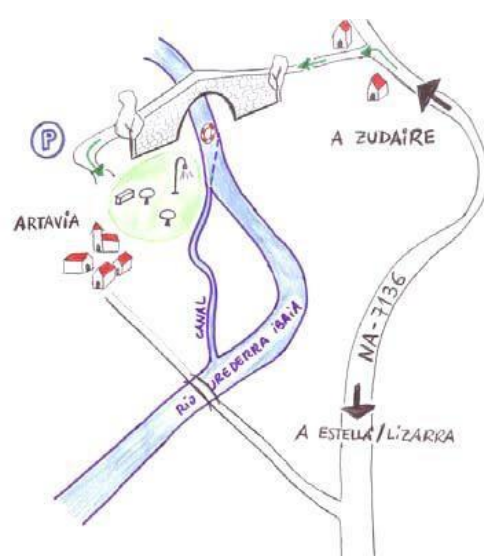 P
A ZUDAIRE
ARTAVIA
CANAL
RIO UREDERRA IBAIA
NA-7136
A ESTELLA/LIZARRA